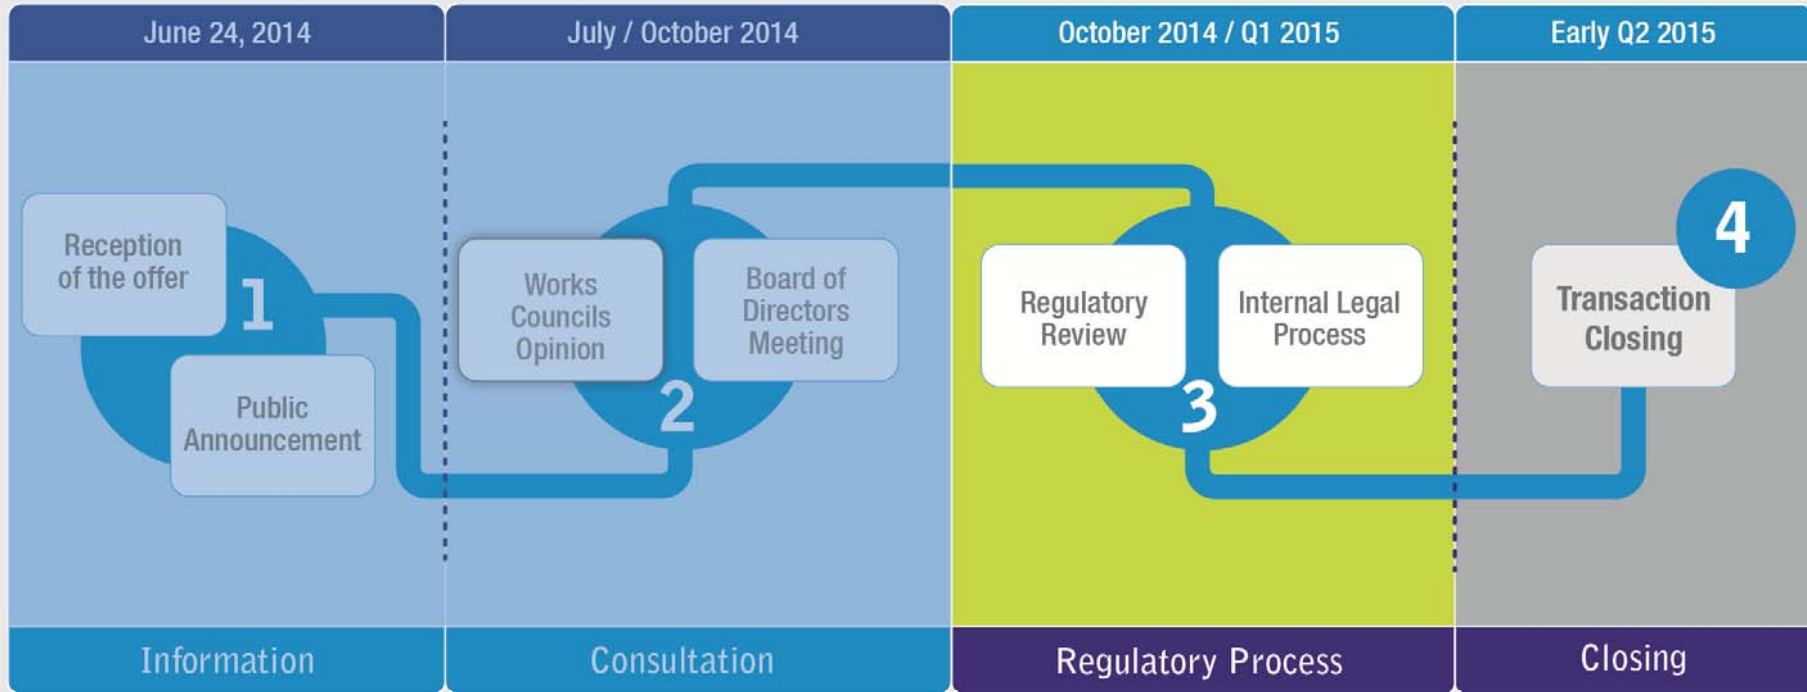 June 24, 2014
July / October 2014
October 2014 / Q1 2015
Early Q2 2015
Reception
of the offer
1
Public
Announcement
Works
Councils
Opinion
Board of
Directors
Meeting
2
Regulatory
Review
Internal Legal
Process
3
4
Transaction
Closing
Information
Consultation
Regulatory Process
Closing